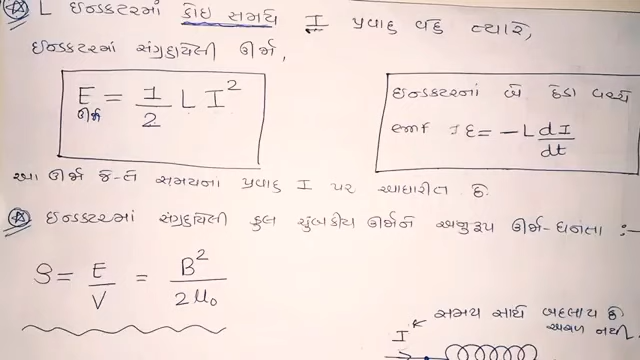 L ઇન્ડક્ટરમાં કોઇ સમયે I પ્રવાહ વહે ત્યારે,
ઇન્ડક્ટરમાં સંગ્રહાયેલી ઊર્જા,
E = 1/2 L I²
ઊર્જા
ઇન્ડક્ટરનાં બે છેડા વચ્ચે
emf ε = -L dI/dt
આ ઊર્જા જે-તે સમયના પ્રવાહ I પર આધારીત છે.
ઇન્ડક્ટરમાં સંગ્રહાયેલી કુલ ચુંબકીય ઊર્જાને અનુરૂપ ઊર્જા-ઘનતા :-
ρ = E/V = B²/2μ₀
સમય સાથે બદલાય છે
અચળ નથી.
I